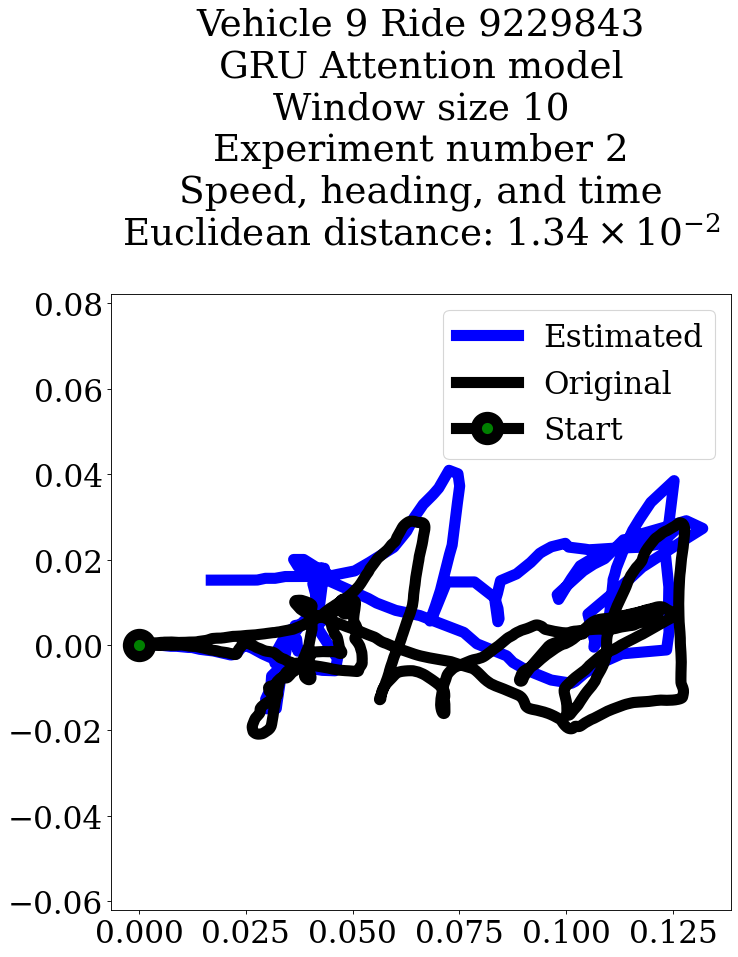 Vehicle 9 Ride 9229843
GRU Attention model
Window size 10
Experiment number 2
Speed, heading, and time
Euclidean distance: 1.34 × 10⁻²
Estimated
Original
Start
0.08
0.06
0.04
0.02
0.00
−0.02
−0.04
−0.06
0.000 0.025 0.050 0.075 0.100 0.125